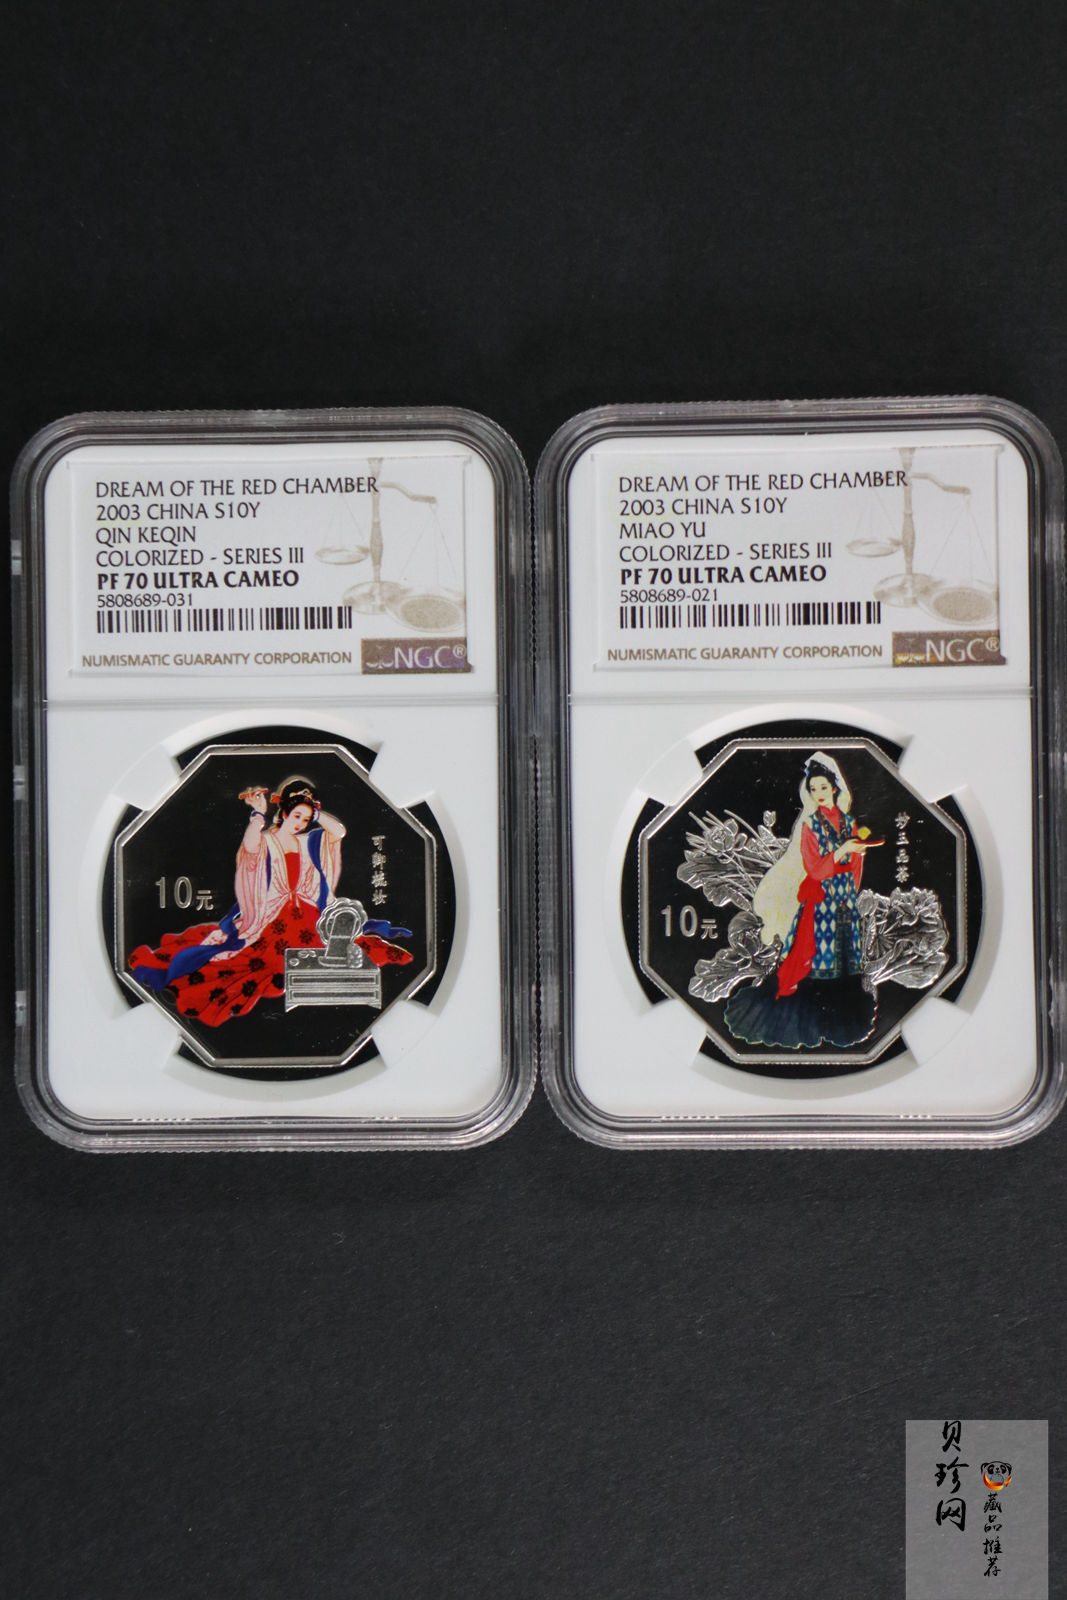 DREAM OF THE RED CHAMBER
2003 CHINA S10Y
QIN KEQIN
COLORIZED - SERIES III
PF 70 ULTRA CAMEO
5808689-031
NUMISMATIC GUARANTY CORPORATION
NGC®
10元
可卿梳妆
DREAM OF THE RED CHAMBER
2003 CHINA S10Y
MIAO YU
COLORIZED - SERIES III
PF 70 ULTRA CAMEO
5808689-021
NUMISMATIC GUARANTY CORPORATION
NGC®
10元
妙玉品茶
贝珍网
藏品推荐